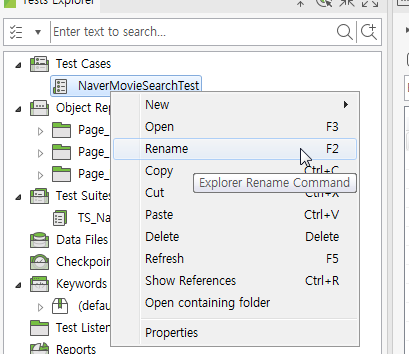 Tests Explorer
Enter text to search...
Test Cases
NaverMovieSearchTest
Object Rep
Page_
Page_
Page_
Test Suites
TS_Na
Data Files
Checkpoin
Keywords
(defau
Test Listen
Reports
New
Open F3
Rename F2
Copy Ctrl+C
Explorer Rename Command
Cut Ctrl+X
Paste Ctrl+V
Delete Delete
Refresh F5
Show References Ctrl+R
Open containing folder
Properties